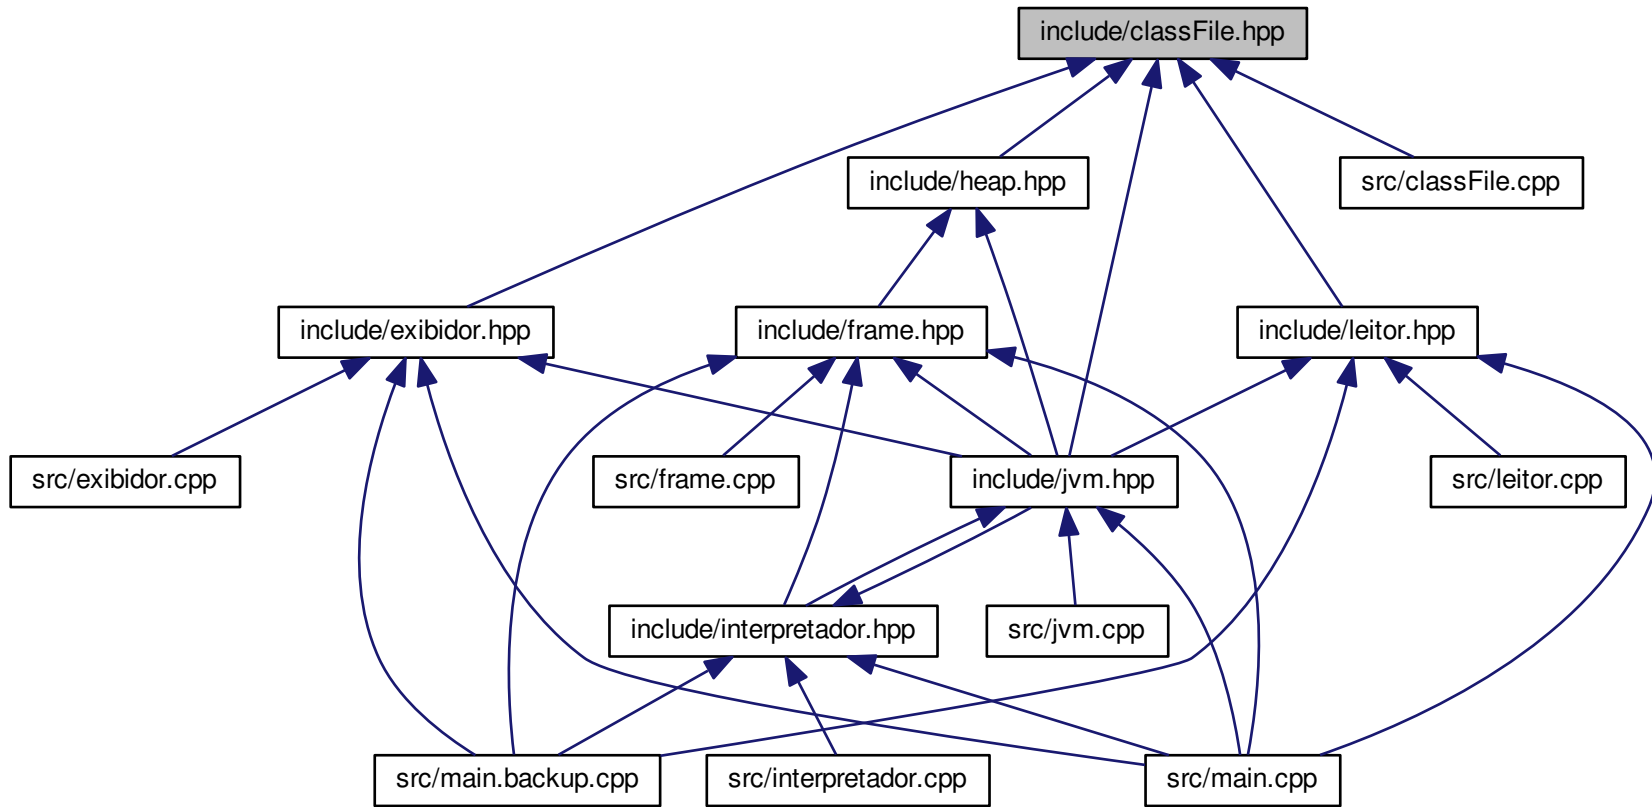 include/classFile.hpp
include/heap.hpp
src/classFile.cpp
include/exibidor.hpp
include/frame.hpp
include/leitor.hpp
src/exibidor.cpp
src/frame.cpp
include/jvm.hpp
src/leitor.cpp
include/interpretador.hpp
src/jvm.cpp
src/main.backup.cpp
src/interpretador.cpp
src/main.cpp